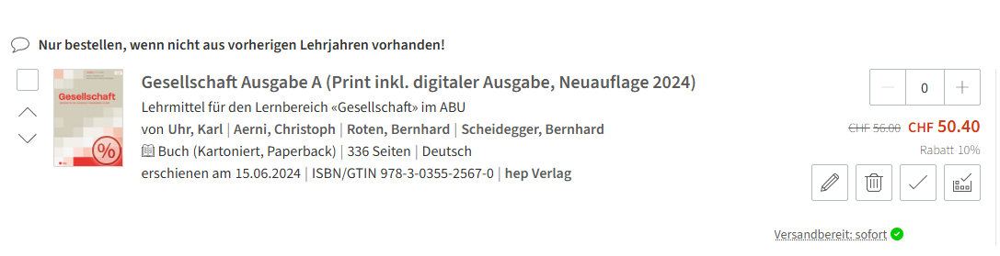 Nur bestellen, wenn nicht aus vorherigen Lehrjahren vorhanden!
Gesellschaft
%
Gesellschaft Ausgabe A (Print inkl. digitaler Ausgabe, Neuauflage 2024)
Lehrmittel für den Lernbereich «Gesellschaft» im ABU
von Uhr, Karl | Aerni, Christoph | Roten, Bernhard | Scheidegger, Bernhard
Buch (Kartoniert, Paperback) | 336 Seiten | Deutsch
erschienen am 15.06.2024 | ISBN/GTIN 978-3-0355-2567-0 | hep Verlag
− 0 +
CHF 56.00 CHF 50.40
Rabatt 10%
Versandbereit: sofort